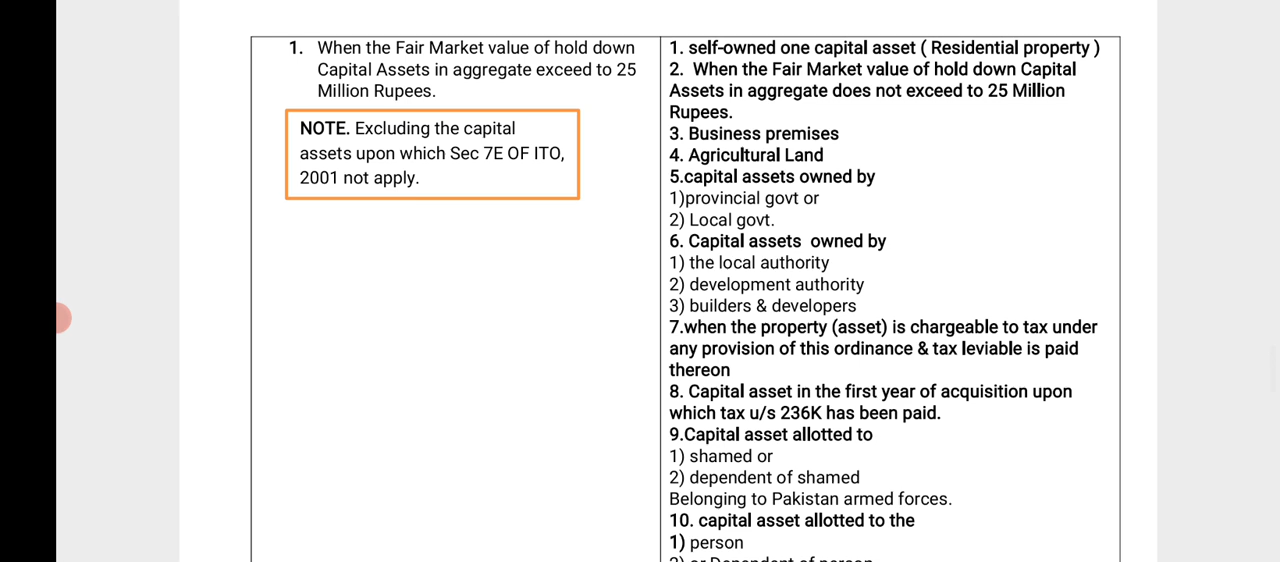 1. When the Fair Market value of hold down
Capital Assets in aggregate exceed to 25
Million Rupees.
NOTE. Excluding the capital
assets upon which Sec 7E OF ITO,
2001 not apply.
1. self-owned one capital asset ( Residential property )
2. When the Fair Market value of hold down Capital
Assets in aggregate does not exceed to 25 Million
Rupees.
3. Business premises
4. Agricultural Land
5.capital assets owned by
1)provincial govt or
2) Local govt.
6. Capital assets owned by
1) the local authority
2) development authority
3) builders & developers
7.when the property (asset) is chargeable to tax under
any provision of this ordinance & tax leviable is paid
thereon
8. Capital asset in the first year of acquisition upon
which tax u/s 236K has been paid.
9.Capital asset allotted to
1) shamed or
2) dependent of shamed
Belonging to Pakistan armed forces.
10. capital asset allotted to the
1) person
2) or Dependent of person